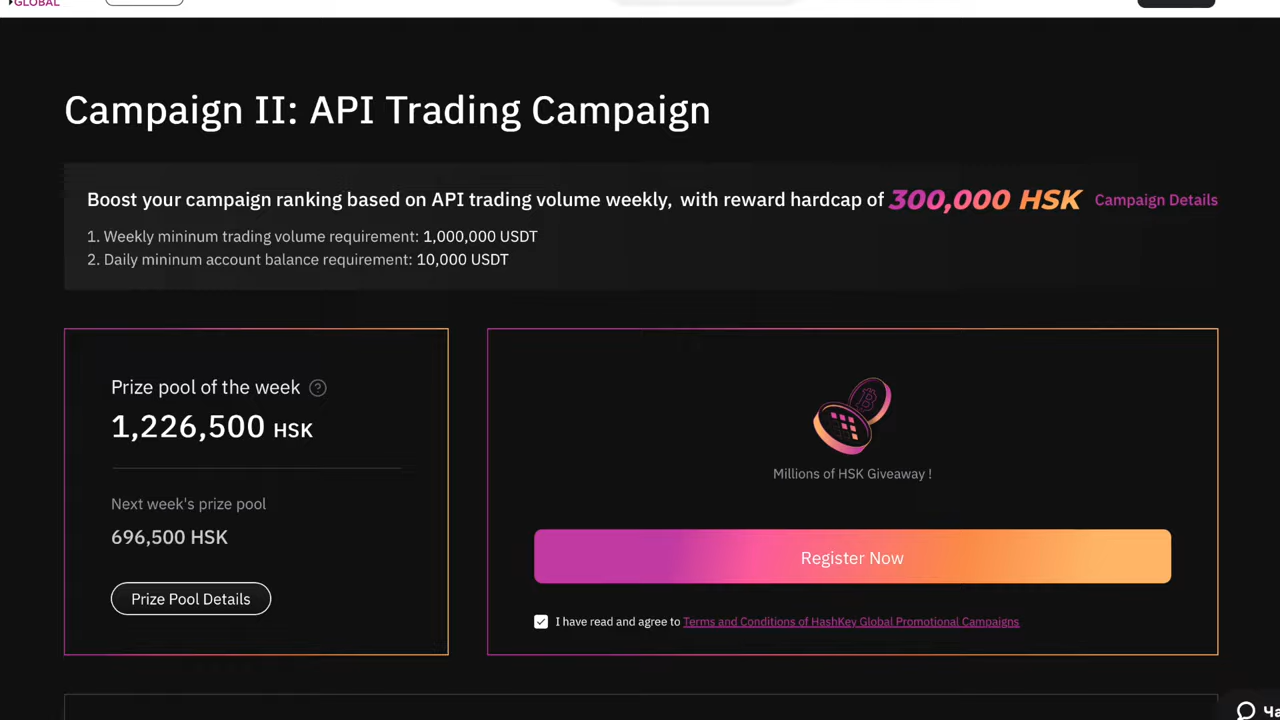 GLOBAL
Campaign II: API Trading Campaign
Boost your campaign ranking based on API trading volume weekly, with reward hardcap of 300,000 HSK Campaign Details
1. Weekly mininum trading volume requirement: 1,000,000 USDT
2. Daily mininum account balance requirement: 10,000 USDT
Prize pool of the week ?
1,226,500 HSK
Next week's prize pool
696,500 HSK
Prize Pool Details
Millions of HSK Giveaway !
Register Now
I have read and agree to Terms and Conditions of HashKey Global Promotional Campaigns